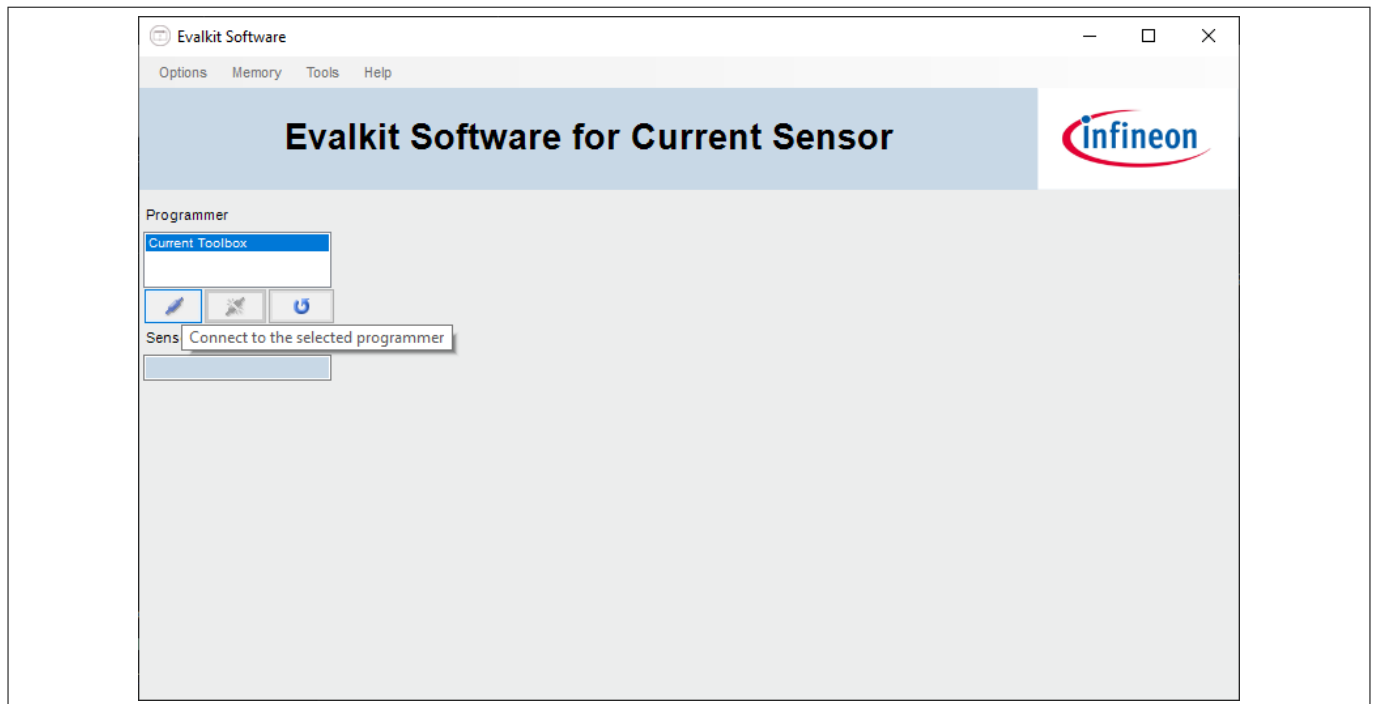 Evalkit Software
Options Memory Tools Help
Evalkit Software for Current Sensor
infineon
Programmer
Current Toolbox
Sens
Connect to the selected programmer